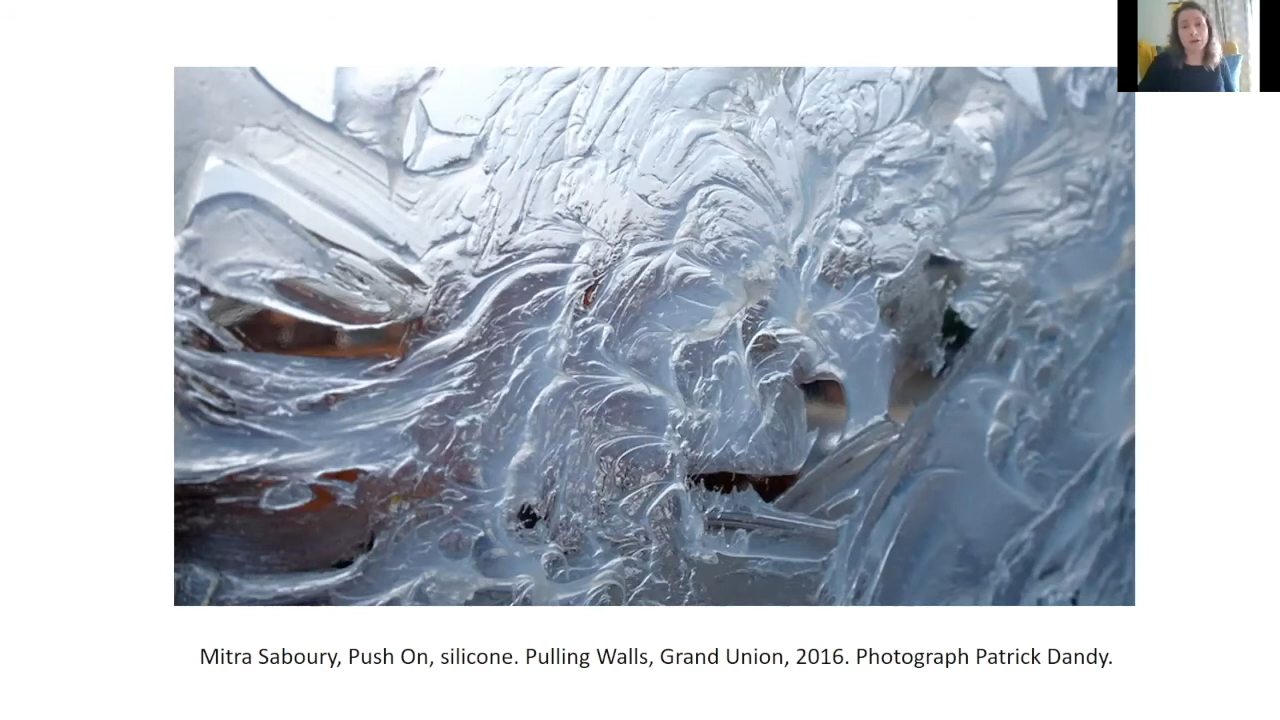 Mitra Saboury, Push On, silicone. Pulling Walls, Grand Union, 2016. Photograph Patrick Dandy.